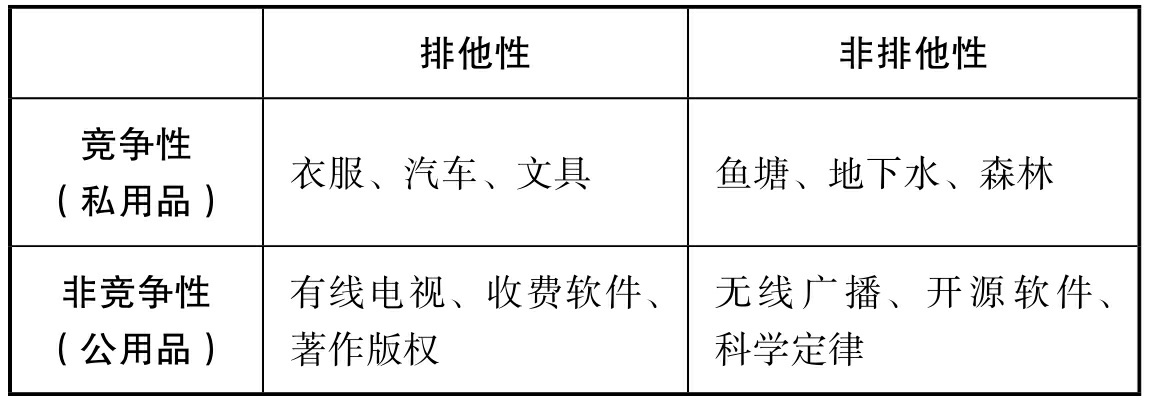 排他性
非排他性
竞争性
（私用品）
衣服、汽车、文具
鱼塘、地下水、森林
非竞争性
（公用品）
有线电视、收费软件、
著作版权
无线广播、开源软件、
科学定律